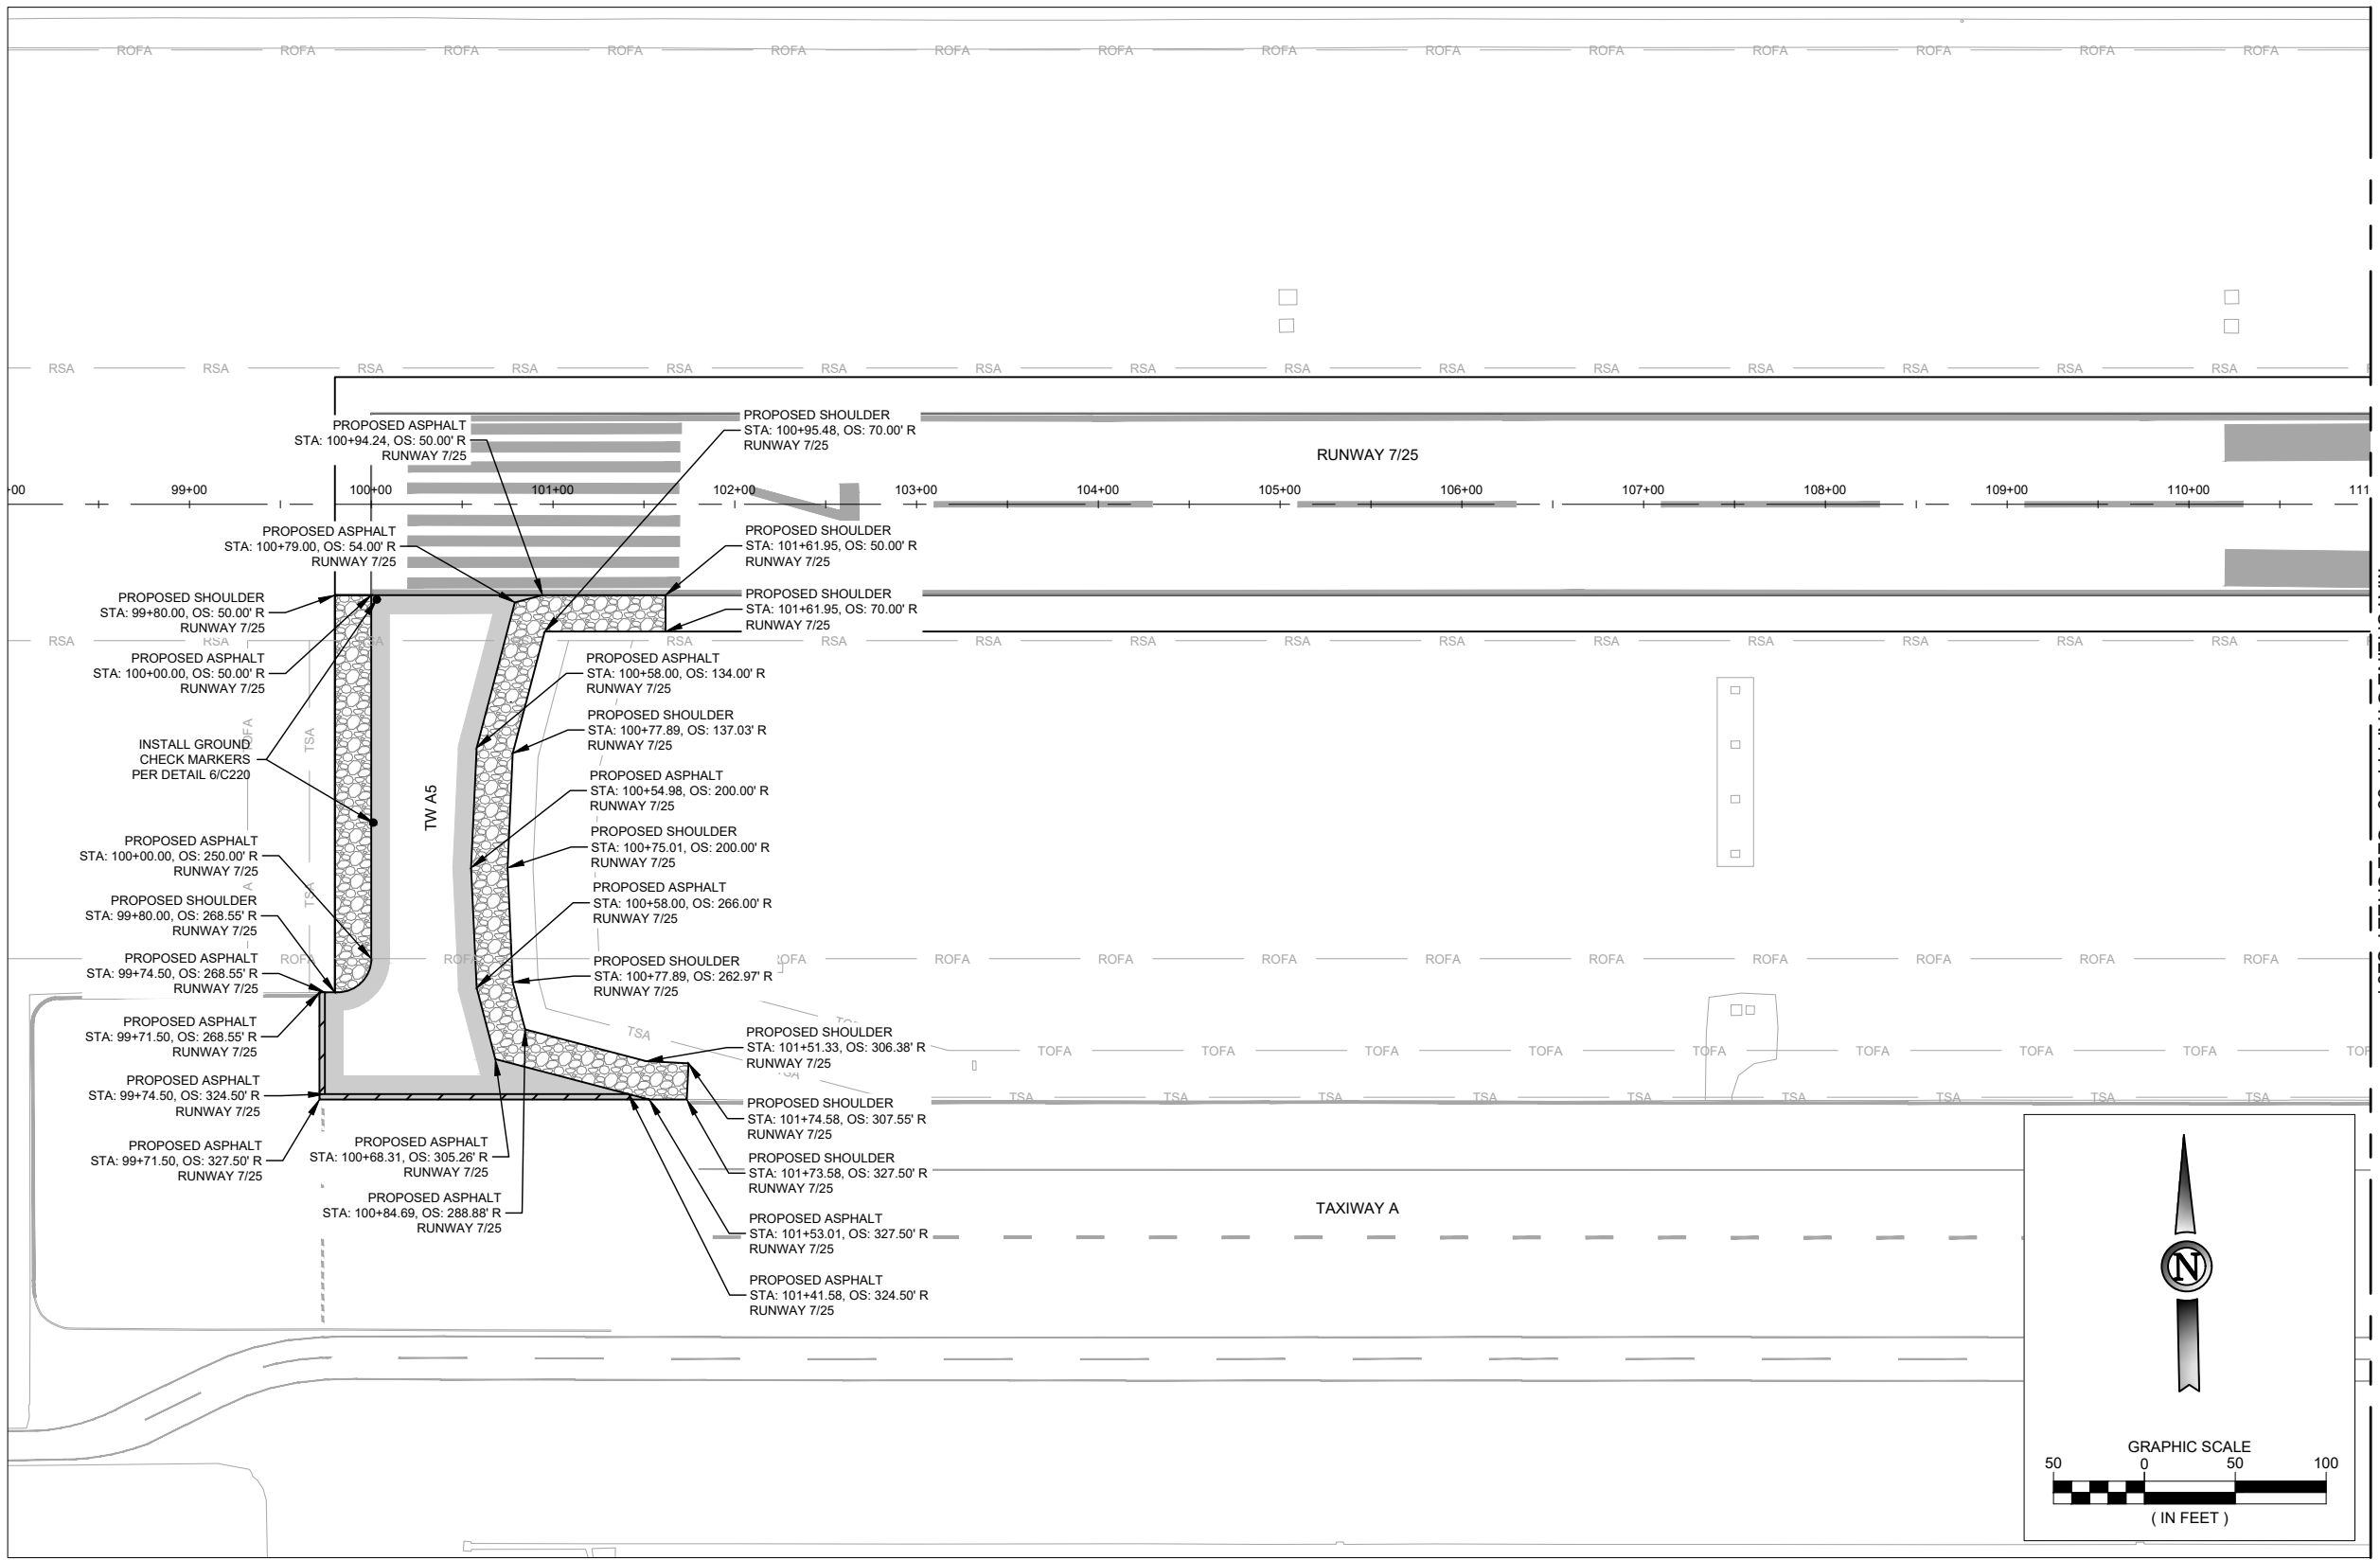 ROFA ROFA ROFA ROFA ROFA ROFA ROFA ROFA ROFA ROFA ROFA ROFA ROFA ROFA
RSA RSA RSA RSA RSA RSA RSA RSA RSA RSA RSA RSA RSA RSA RSA
PROPOSED ASPHALT
STA: 100+94.24, OS: 50.00' R
RUNWAY 7/25
PROPOSED SHOULDER
STA: 100+95.48, OS: 70.00' R
RUNWAY 7/25
RUNWAY 7/25
99+00 100+00 101+00 102+00 103+00 104+00 105+00 106+00 107+00 108+00 109+00 110+00
PROPOSED ASPHALT
STA: 100+79.00, OS: 54.00' R
RUNWAY 7/25
PROPOSED SHOULDER
STA: 101+61.95, OS: 50.00' R
RUNWAY 7/25
PROPOSED SHOULDER
STA: 99+80.00, OS: 50.00' R
RUNWAY 7/25
PROPOSED SHOULDER
STA: 101+61.95, OS: 70.00' R
RUNWAY 7/25
RSA RSA RSA RSA RSA RSA RSA RSA RSA RSA RSA RSA RSA RSA
PROPOSED ASPHALT
STA: 100+00.00, OS: 50.00' R
RUNWAY 7/25
PROPOSED ASPHALT
STA: 100+58.00, OS: 134.00' R
RUNWAY 7/25
PROPOSED SHOULDER
STA: 100+77.89, OS: 137.03' R
RUNWAY 7/25
ROFA
TSA
INSTALL GROUND
CHECK MARKERS
PER DETAIL 6/C220
TW A5
PROPOSED ASPHALT
STA: 100+54.98, OS: 200.00' R
RUNWAY 7/25
PROPOSED SHOULDER
STA: 100+75.01, OS: 200.00' R
RUNWAY 7/25
PROPOSED ASPHALT
STA: 100+00.00, OS: 250.00' R
RUNWAY 7/25
TSA
PROPOSED ASPHALT
STA: 100+58.00, OS: 266.00' R
RUNWAY 7/25
PROPOSED SHOULDER
STA: 99+80.00, OS: 268.55' R
RUNWAY 7/25
PROPOSED ASPHALT
STA: 99+74.50, OS: 268.55' R
RUNWAY 7/25
ROFA ROFA ROFA ROFA ROFA ROFA ROFA ROFA ROFA ROFA ROFA ROFA
PROPOSED SHOULDER
STA: 100+77.89, OS: 262.97' R
RUNWAY 7/25
PROPOSED ASPHALT
STA: 99+71.50, OS: 268.55' R
RUNWAY 7/25
TSA
PROPOSED SHOULDER
STA: 101+51.33, OS: 306.38' R
RUNWAY 7/25
TOFA TOFA TOFA TOFA TOFA TOFA TOFA TOFA
TSA
PROPOSED ASPHALT
STA: 99+74.50, OS: 324.50' R
RUNWAY 7/25
PROPOSED SHOULDER
STA: 101+74.58, OS: 307.55' R
RUNWAY 7/25
TSA TSA TSA TSA TSA TSA TSA TSA TSA
PROPOSED ASPHALT
STA: 99+71.50, OS: 327.50' R
RUNWAY 7/25
PROPOSED ASPHALT
STA: 100+68.31, OS: 305.26' R
RUNWAY 7/25
PROPOSED SHOULDER
STA: 101+73.58, OS: 327.50' R
RUNWAY 7/25
PROPOSED ASPHALT
STA: 100+84.69, OS: 288.88' R
RUNWAY 7/25
TAXIWAY A
PROPOSED ASPHALT
STA: 101+53.01, OS: 327.50' R
RUNWAY 7/25
PROPOSED ASPHALT
STA: 101+41.58, OS: 324.50' R
RUNWAY 7/25
N
GRAPHIC SCALE
50 0 50 100
( IN FEET )